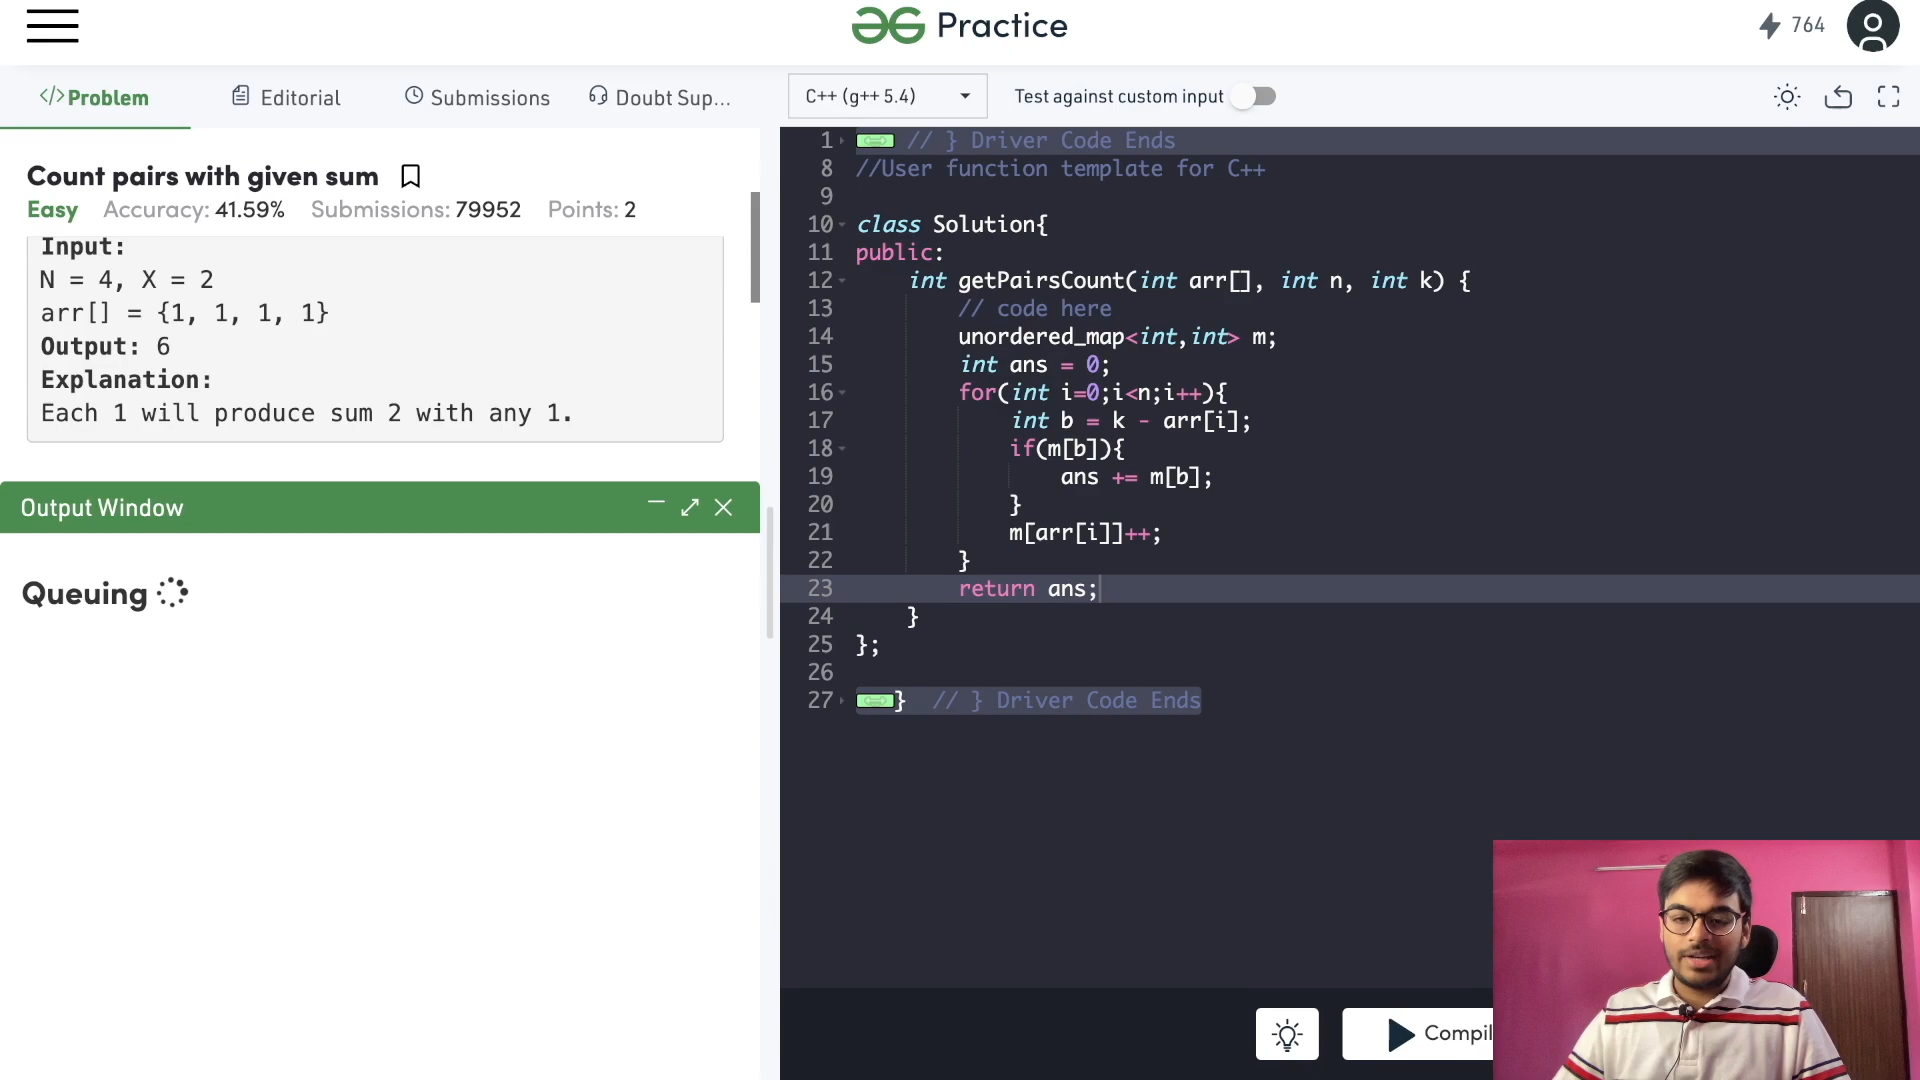 Practice
764
</>Problem
Editorial
Submissions
Doubt Sup...
C++ (g++ 5.4)
Test against custom input
Count pairs with given sum
Easy Accuracy: 41.59% Submissions: 79952 Points: 2
Input:
N = 4, X = 2
arr[] = {1, 1, 1, 1}
Output: 6
Explanation:
Each 1 will produce sum 2 with any 1.
Output Window
Queuing
1 // } Driver Code Ends
8 //User function template for C++
9
10 class Solution{
11 public:
12 int getPairsCount(int arr[], int n, int k) {
13 // code here
14 unordered_map<int,int> m;
15 int ans = 0;
16 for(int i=0;i<n;i++){
17 int b = k - arr[i];
18 if(m[b]){
19 ans += m[b];
20 }
21 m[arr[i]]++;
22 }
23 return ans;
24 }
25 };
26
27 } // } Driver Code Ends
Compil